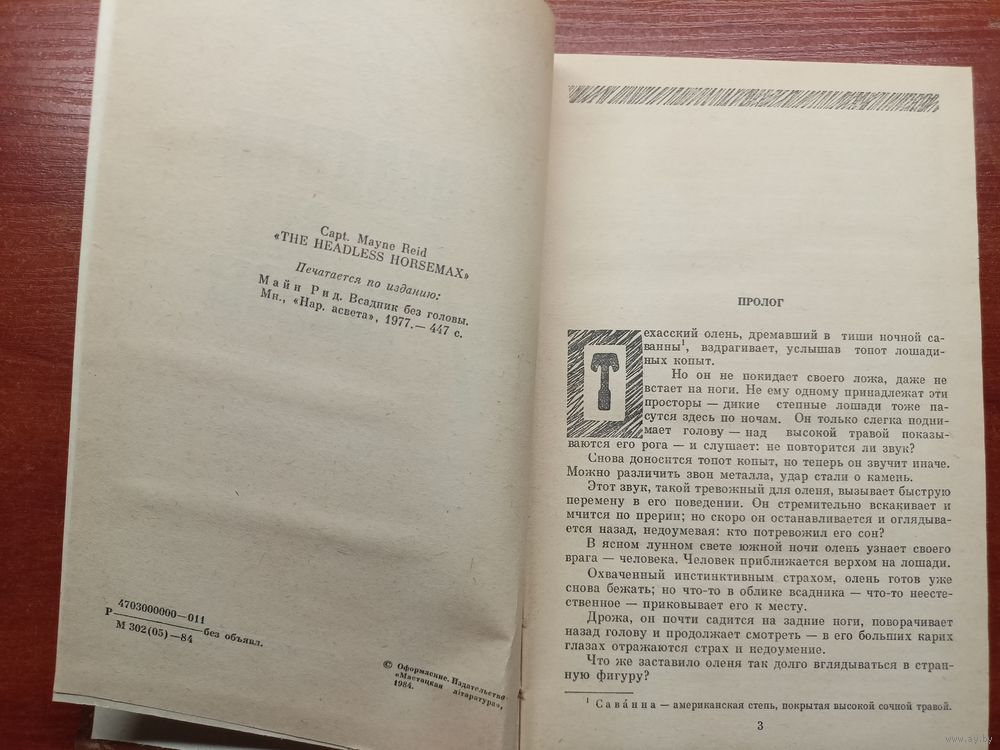 Capt. Mayne Reid
«THE HEADLESS HORSEMAX»
Печатается по изданию:
Майн Рид. Всадник без головы.
Мн., «Нар. асвета», 1977.— 447 с.
4703000000—011
Р———————без объявл.
М 302(05)—84
© Оформление. Издательство
«Мастацкая літаратура»,
1984.
ПРОЛОГ
Техасский олень, дремавший в тиши ночной са-
ванны¹, вздрагивает, услышав топот лошади-
ных копыт.
Но он не покидает своего ложа, даже не
встает на ноги. Не ему одному принадлежат эти
просторы — дикие степные лошади тоже па-
сутся здесь по ночам. Он только слегка подни-
мает голову — над высокой травой показы-
ваются его рога — и слушает: не повторится ли звук?
Снова доносится топот копыт, но теперь он звучит иначе.
Можно различить звон металла, удар стали о камень.
Этот звук, такой тревожный для оленя, вызывает быструю
перемену в его поведении. Он стремительно вскакивает и
мчится по прерии; но скоро он останавливается и оглядыва-
ется назад, недоумевая: кто потревожил его сон?
В ясном лунном свете южной ночи олень узнает своего
врага — человека. Человек приближается верхом на лошади.
Охваченный инстинктивным страхом, олень готов уже
снова бежать; но что-то в облике всадника — что-то неесте-
ственное — приковывает его к месту.
Дрожа, он почти садится на задние ноги, поворачивает
назад голову и продолжает смотреть — в его больших карих
глазах отражаются страх и недоумение.
Что же заставило оленя так долго вглядываться в стран-
ную фигуру?
¹ Сава́нна — американская степь, покрытая высокой сочной травой.
3
www.ay.by